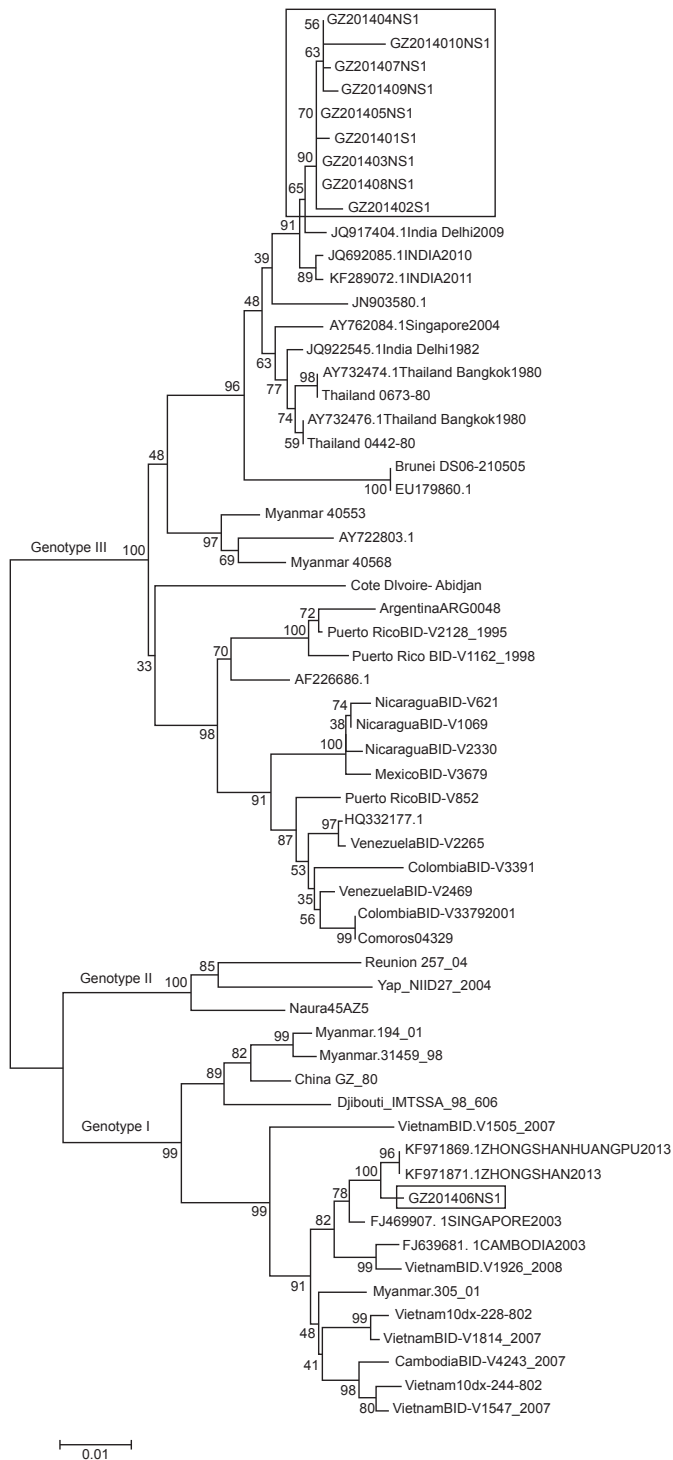 56
GZ201404NS1
GZ2014010NS1
63
GZ201407NS1
GZ201409NS1
70
GZ201405NS1
GZ201401S1
90
GZ201403NS1
GZ201408NS1
65
GZ201402S1
91
JQ917404.1India Delhi2009
JQ692085.1INDIA2010
39
89
KF289072.1INDIA2011
48
JN903580.1
AY762084.1Singapore2004
63
JQ922545.1India Delhi1982
98
AY732474.1Thailand Bangkok1980
77
96
Thailand 0673-80
74
AY732476.1Thailand Bangkok1980
59
Thailand 0442-80
48
Brunei DS06-210505
100
EU179860.1
Myanmar 40553
97
AY722803.1
Genotype III
100
69
Myanmar 40568
Cote DIvoire- Abidjan
72
ArgentinaARG0048
100
Puerto RicoBID-V2128_1995
70
Puerto Rico BID-V1162_1998
33
AF226686.1
74
NicaraguaBID-V621
38
NicaraguaBID-V1069
98
100
NicaraguaBID-V2330
MexicoBID-V3679
91
Puerto RicoBID-V852
97
HQ332177.1
87
VenezuelaBID-V2265
53
ColombiaBID-V3391
35
VenezuelaBID-V2469
56
ColombiaBID-V33792001
99
Comoros04329
85
Reunion 257_04
Genotype II
100
Yap_NIID27_2004
Naura45AZ5
99
Myanmar.194_01
82
Myanmar.31459_98
89
China GZ_80
Djibouti_IMTSSA_98_606
Genotype I
VietnamBID.V1505_2007
99
96
KF971869.1ZHONGSHANHUANGPU2013
100
KF971871.1ZHONGSHAN2013
78
GZ201406NS1
99
82
FJ469907. 1SINGAPORE2003
FJ639681. 1CAMBODIA2003
99
VietnamBID.V1926_2008
91
Myanmar.305_01
99
Vietnam10dx-228-802
48
VietnamBID-V1814_2007
41
CambodiaBID-V4243_2007
98
Vietnam10dx-244-802
80
VietnamBID-V1547_2007
0.01